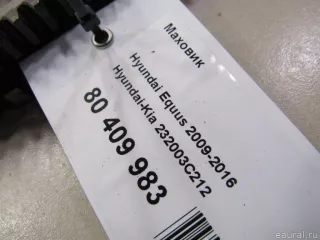 Маховик
Hyundai Equus 2009-2016
Hyundai-Kia 232003C212
80 409 983
eaural.ru